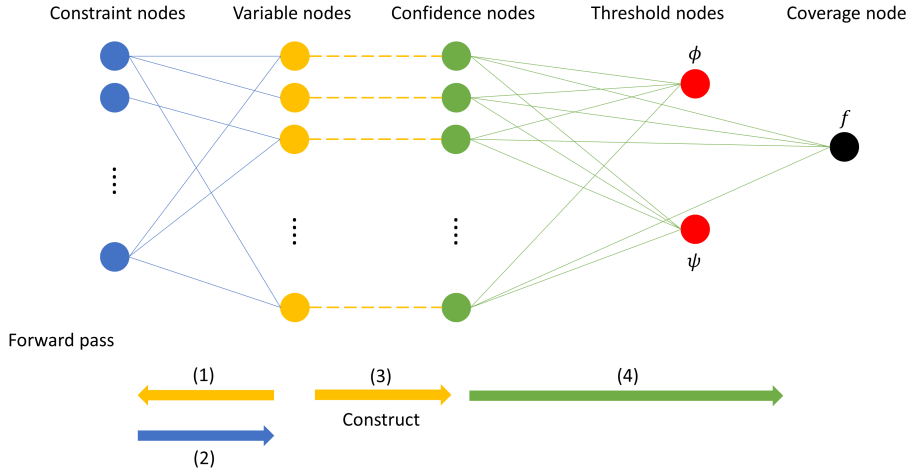 Constraint nodes Variable nodes Confidence nodes Threshold nodes Coverage node
ϕ
f
ψ
Forward pass
(1) (3) (4)
Construct
(2)